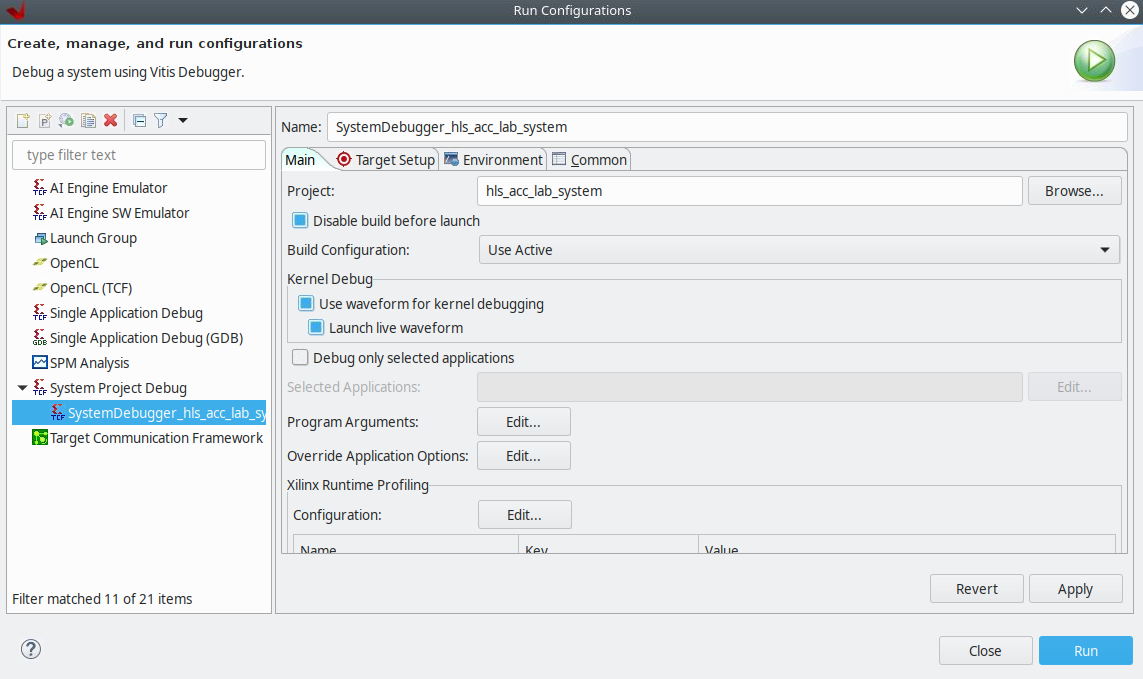 Run Configurations
Create, manage, and run configurations
Debug a system using Vitis Debugger.
type filter text
AI Engine Emulator
AI Engine SW Emulator
Launch Group
OpenCL
OpenCL (TCF)
Single Application Debug
Single Application Debug (GDB)
SPM Analysis
System Project Debug
SystemDebugger_hls_acc_lab_sy
Target Communication Framework
Filter matched 11 of 21 items
Name: SystemDebugger_hls_acc_lab_system
Main Target Setup Environment Common
Project: hls_acc_lab_system Browse...
Disable build before launch
Build Configuration: Use Active
Kernel Debug
Use waveform for kernel debugging
Launch live waveform
Debug only selected applications
Selected Applications: Edit...
Program Arguments: Edit...
Override Application Options: Edit...
Xilinx Runtime Profiling
Configuration: Edit...
Name Key Value
Revert Apply
? Close Run